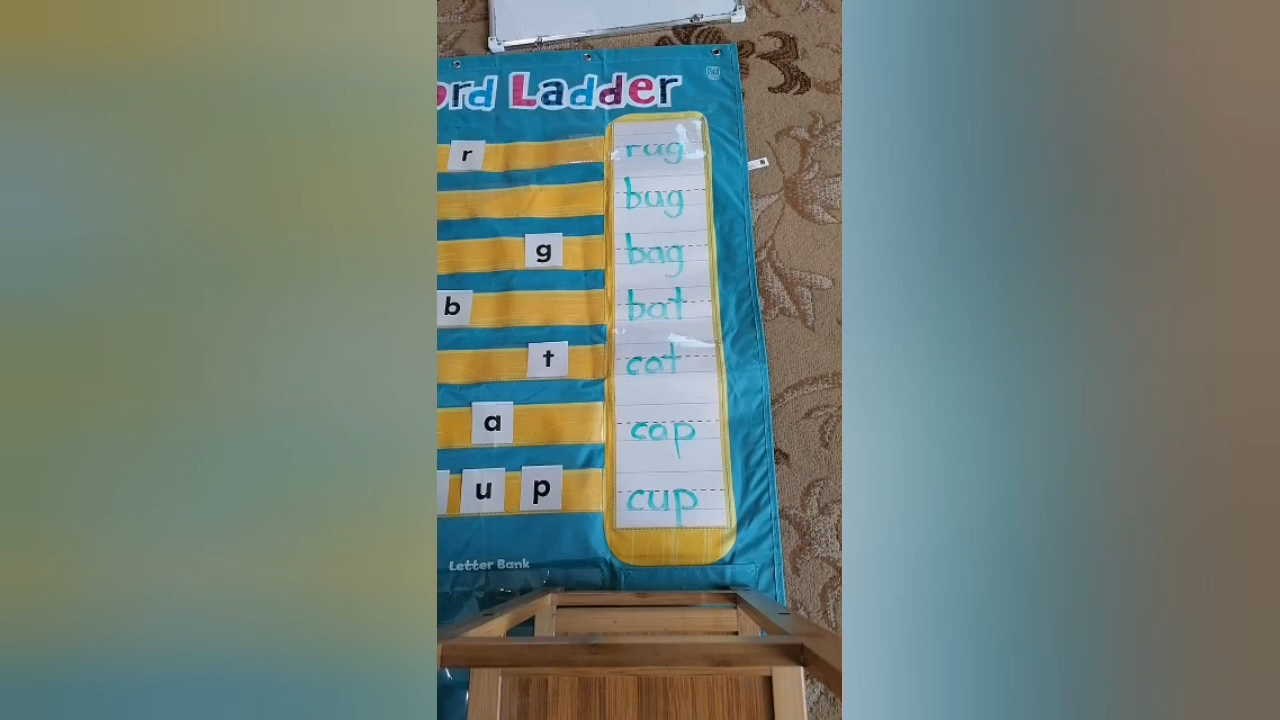 ord Ladder
r rug
bug
g bag
b bat
t cat
a cap
u p cup
Letter Bank